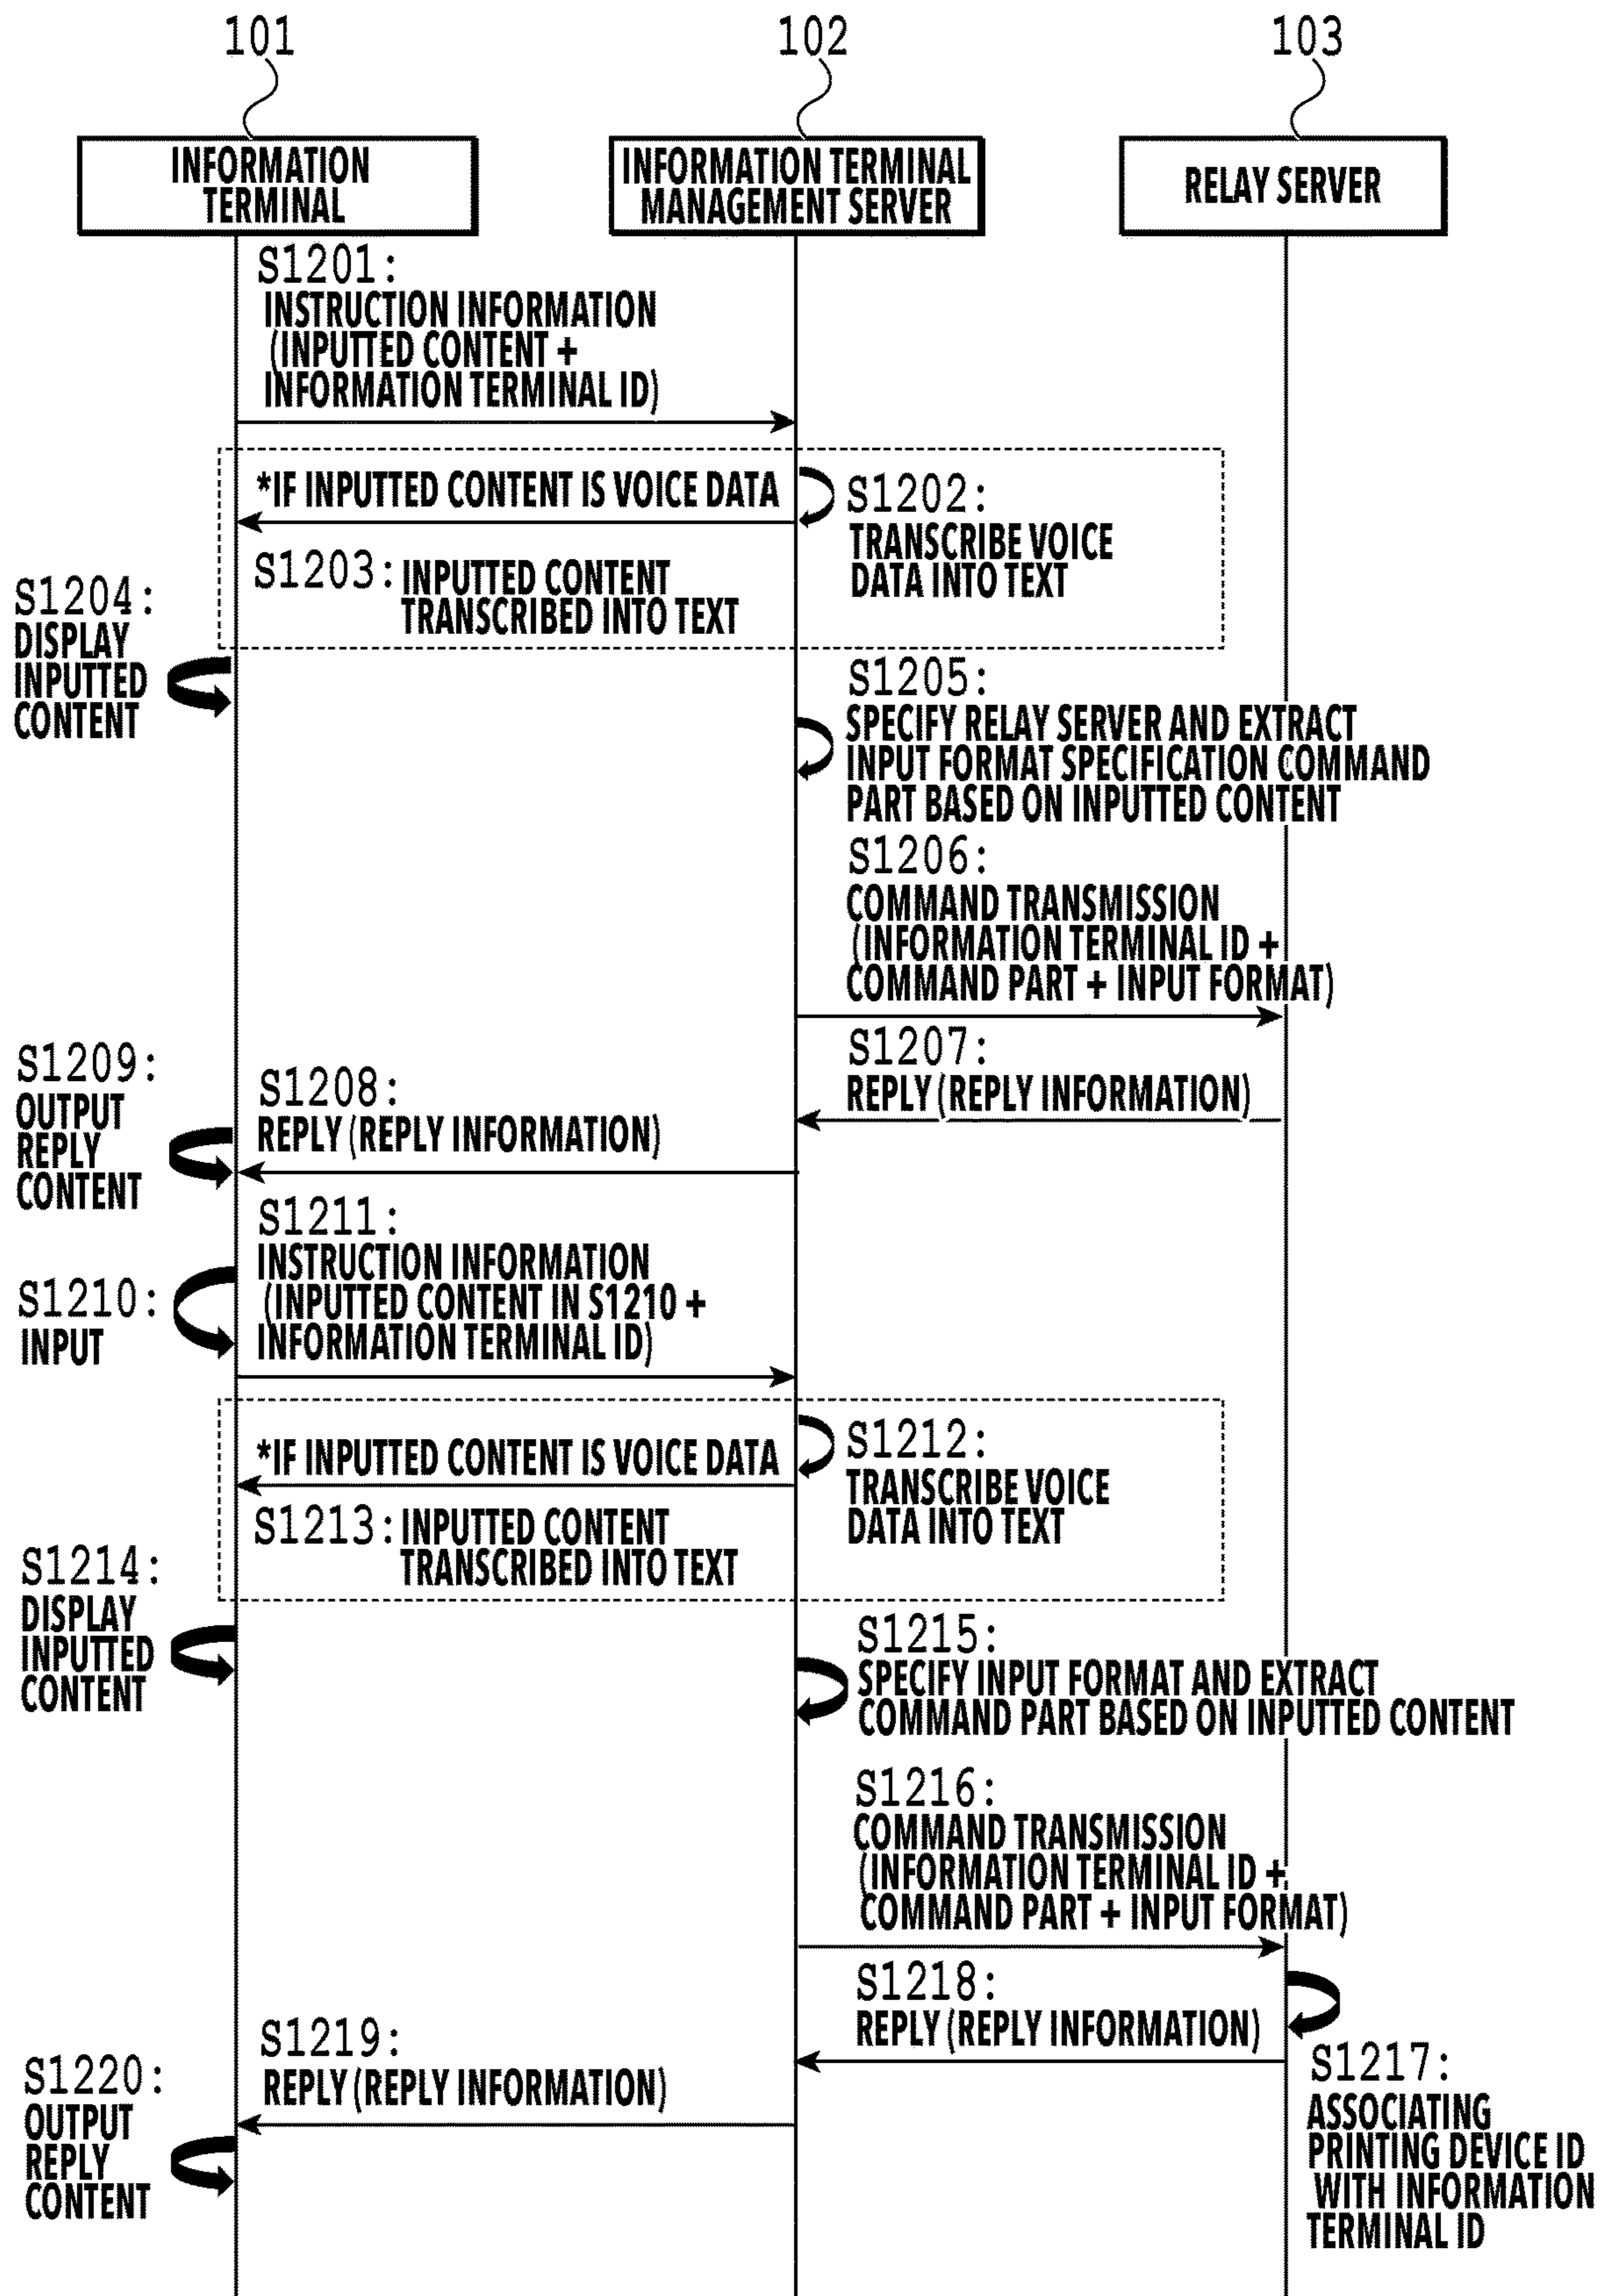 101
102
103
INFORMATION
TERMINAL
INFORMATION TERMINAL
MANAGEMENT SERVER
RELAY SERVER
S1201:
INSTRUCTION INFORMATION
(INPUTTED CONTENT +
INFORMATION TERMINAL ID)
*IF INPUTTED CONTENT IS VOICE DATA
S1202:
TRANSCRIBE VOICE
DATA INTO TEXT
S1203: INPUTTED CONTENT
TRANSCRIBED INTO TEXT
S1204:
DISPLAY
INPUTTED
CONTENT
S1205:
SPECIFY RELAY SERVER AND EXTRACT
INPUT FORMAT SPECIFICATION COMMAND
PART BASED ON INPUTTED CONTENT
S1206:
COMMAND TRANSMISSION
(INFORMATION TERMINAL ID +
COMMAND PART + INPUT FORMAT)
S1207:
REPLY (REPLY INFORMATION)
S1208:
REPLY (REPLY INFORMATION)
S1209:
OUTPUT
REPLY
CONTENT
S1211:
INSTRUCTION INFORMATION
(INPUTTED CONTENT IN S1210 +
INFORMATION TERMINAL ID)
S1210:
INPUT
*IF INPUTTED CONTENT IS VOICE DATA
S1212:
TRANSCRIBE VOICE
DATA INTO TEXT
S1213: INPUTTED CONTENT
TRANSCRIBED INTO TEXT
S1214:
DISPLAY
INPUTTED
CONTENT
S1215:
SPECIFY INPUT FORMAT AND EXTRACT
COMMAND PART BASED ON INPUTTED CONTENT
S1216:
COMMAND TRANSMISSION
(INFORMATION TERMINAL ID +
COMMAND PART + INPUT FORMAT)
S1218:
REPLY (REPLY INFORMATION)
S1217:
ASSOCIATING
PRINTING DEVICE ID
WITH INFORMATION
TERMINAL ID
S1219:
REPLY (REPLY INFORMATION)
S1220:
OUTPUT
REPLY
CONTENT